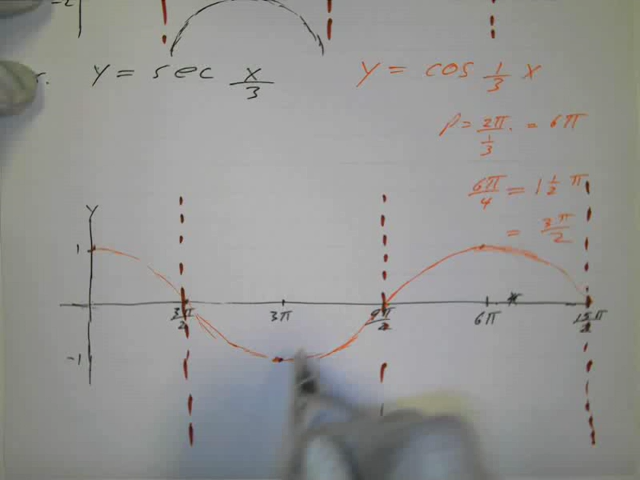 -2
y = sec x/3
y = cos 1/3 x
P = 2π/(1/3) = 6π
6π/4 = 1 1/2 π
= 3π/2
y
1
3π/2 3π 9π/2 6π x 15π/2
-1